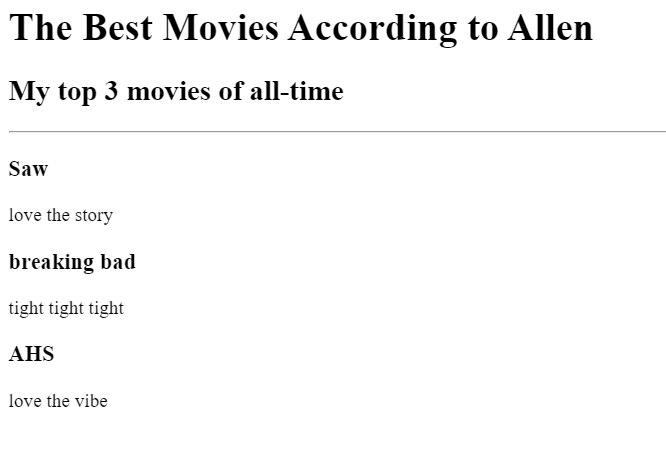 The Best Movies According to Allen
My top 3 movies of all-time
Saw
love the story
breaking bad
tight tight tight
AHS
love the vibe